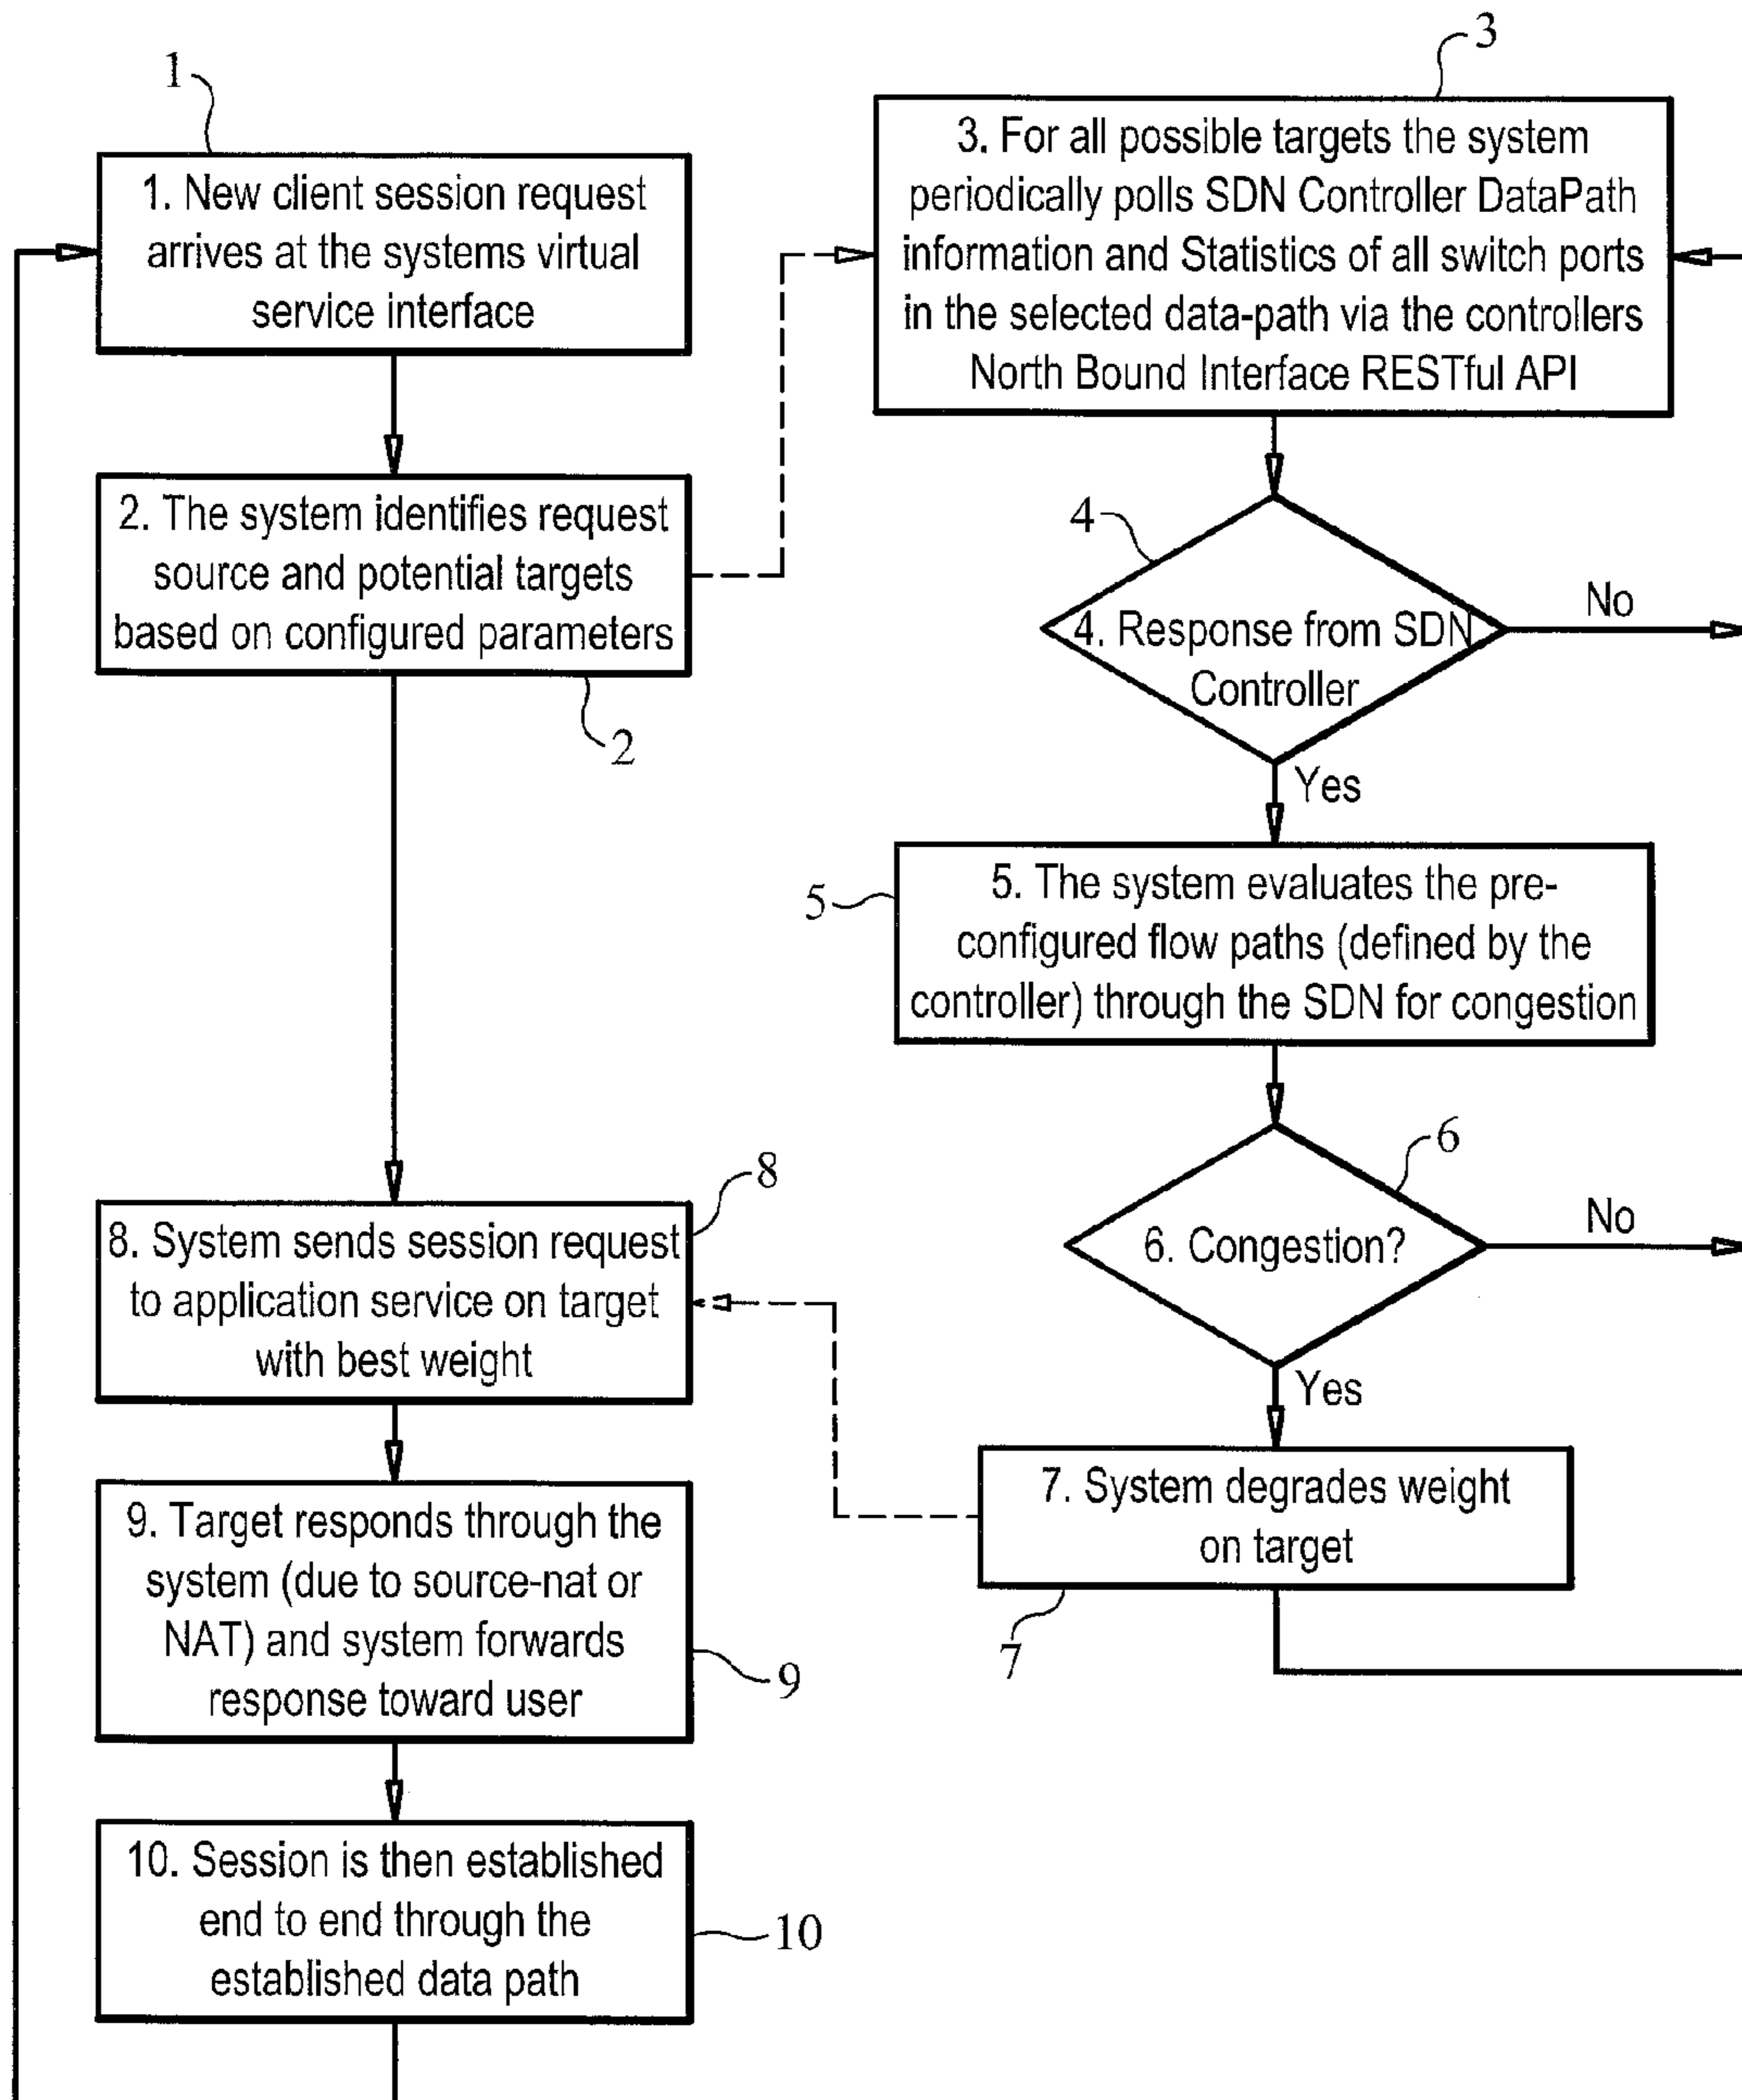 1
1. New client session request
arrives at the systems virtual
service interface
2. The system identifies request
source and potential targets
based on configured parameters
2
3
3. For all possible targets the system
periodically polls SDN Controller DataPath
information and Statistics of all switch ports
in the selected data-path via the controllers
North Bound Interface RESTful API
4
4. Response from SDN
Controller
No
Yes
5
5. The system evaluates the pre-
configured flow paths (defined by the
controller) through the SDN for congestion
6
6. Congestion?
No
Yes
7. System degrades weight
on target
7
8
8. System sends session request
to application service on target
with best weight
9. Target responds through the
system (due to source-nat or
NAT) and system forwards
response toward user
9
10. Session is then established
end to end through the
established data path
10